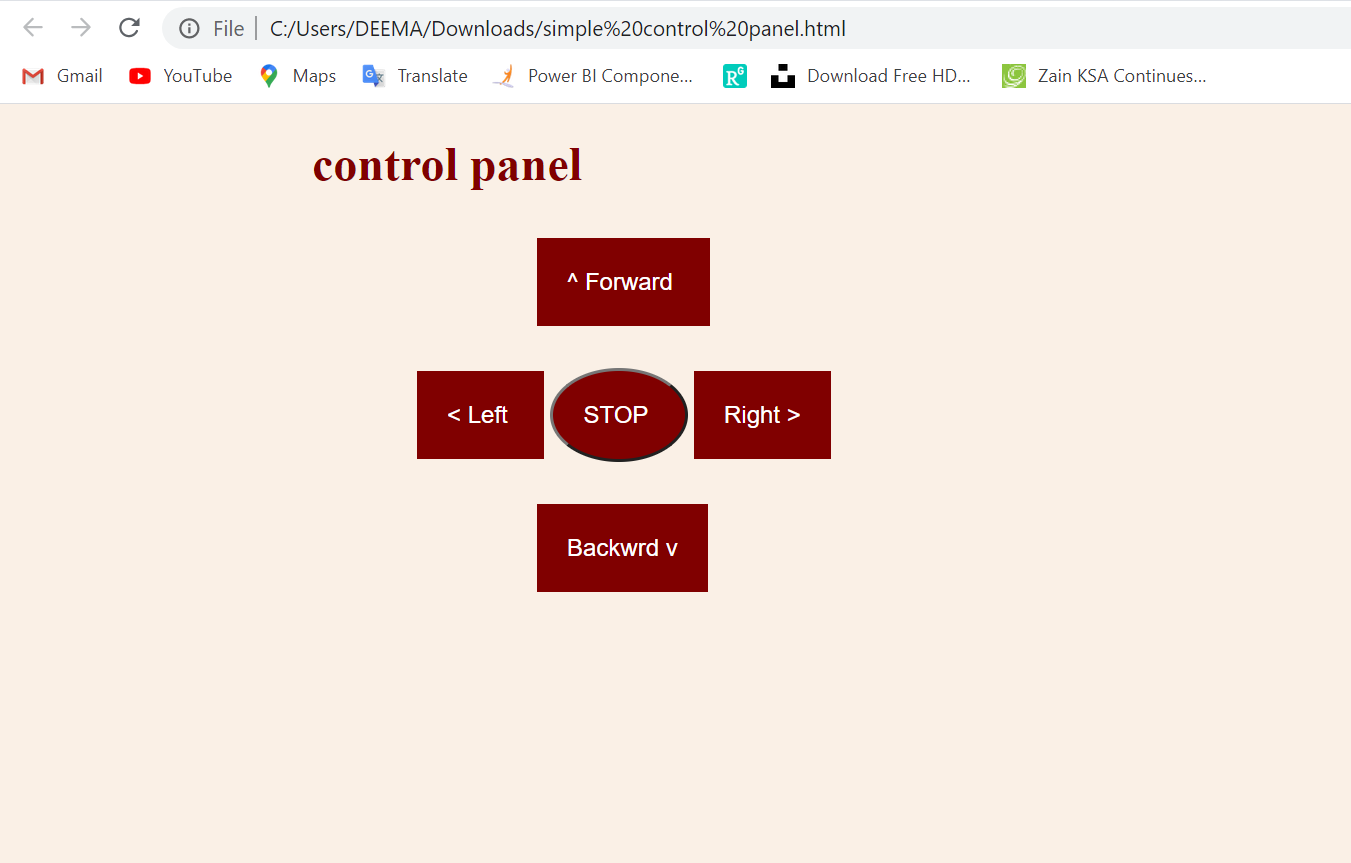 File | C:/Users/DEEMA/Downloads/simple%20control%20panel.html
Gmail YouTube Maps Translate Power BI Compone... RG Download Free HD... Zain KSA Continues...
control panel
^ Forward
< Left STOP Right >
Backwrd v